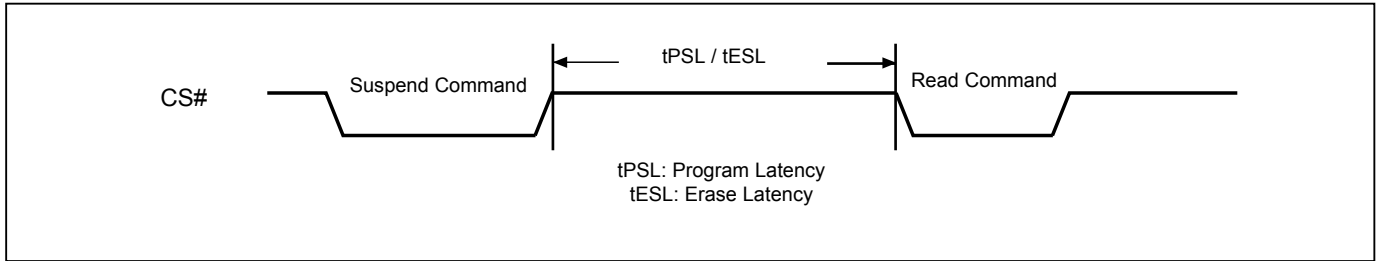 tPSL / tESL
CS#
Suspend Command
Read Command
tPSL: Program Latency
tESL: Erase Latency